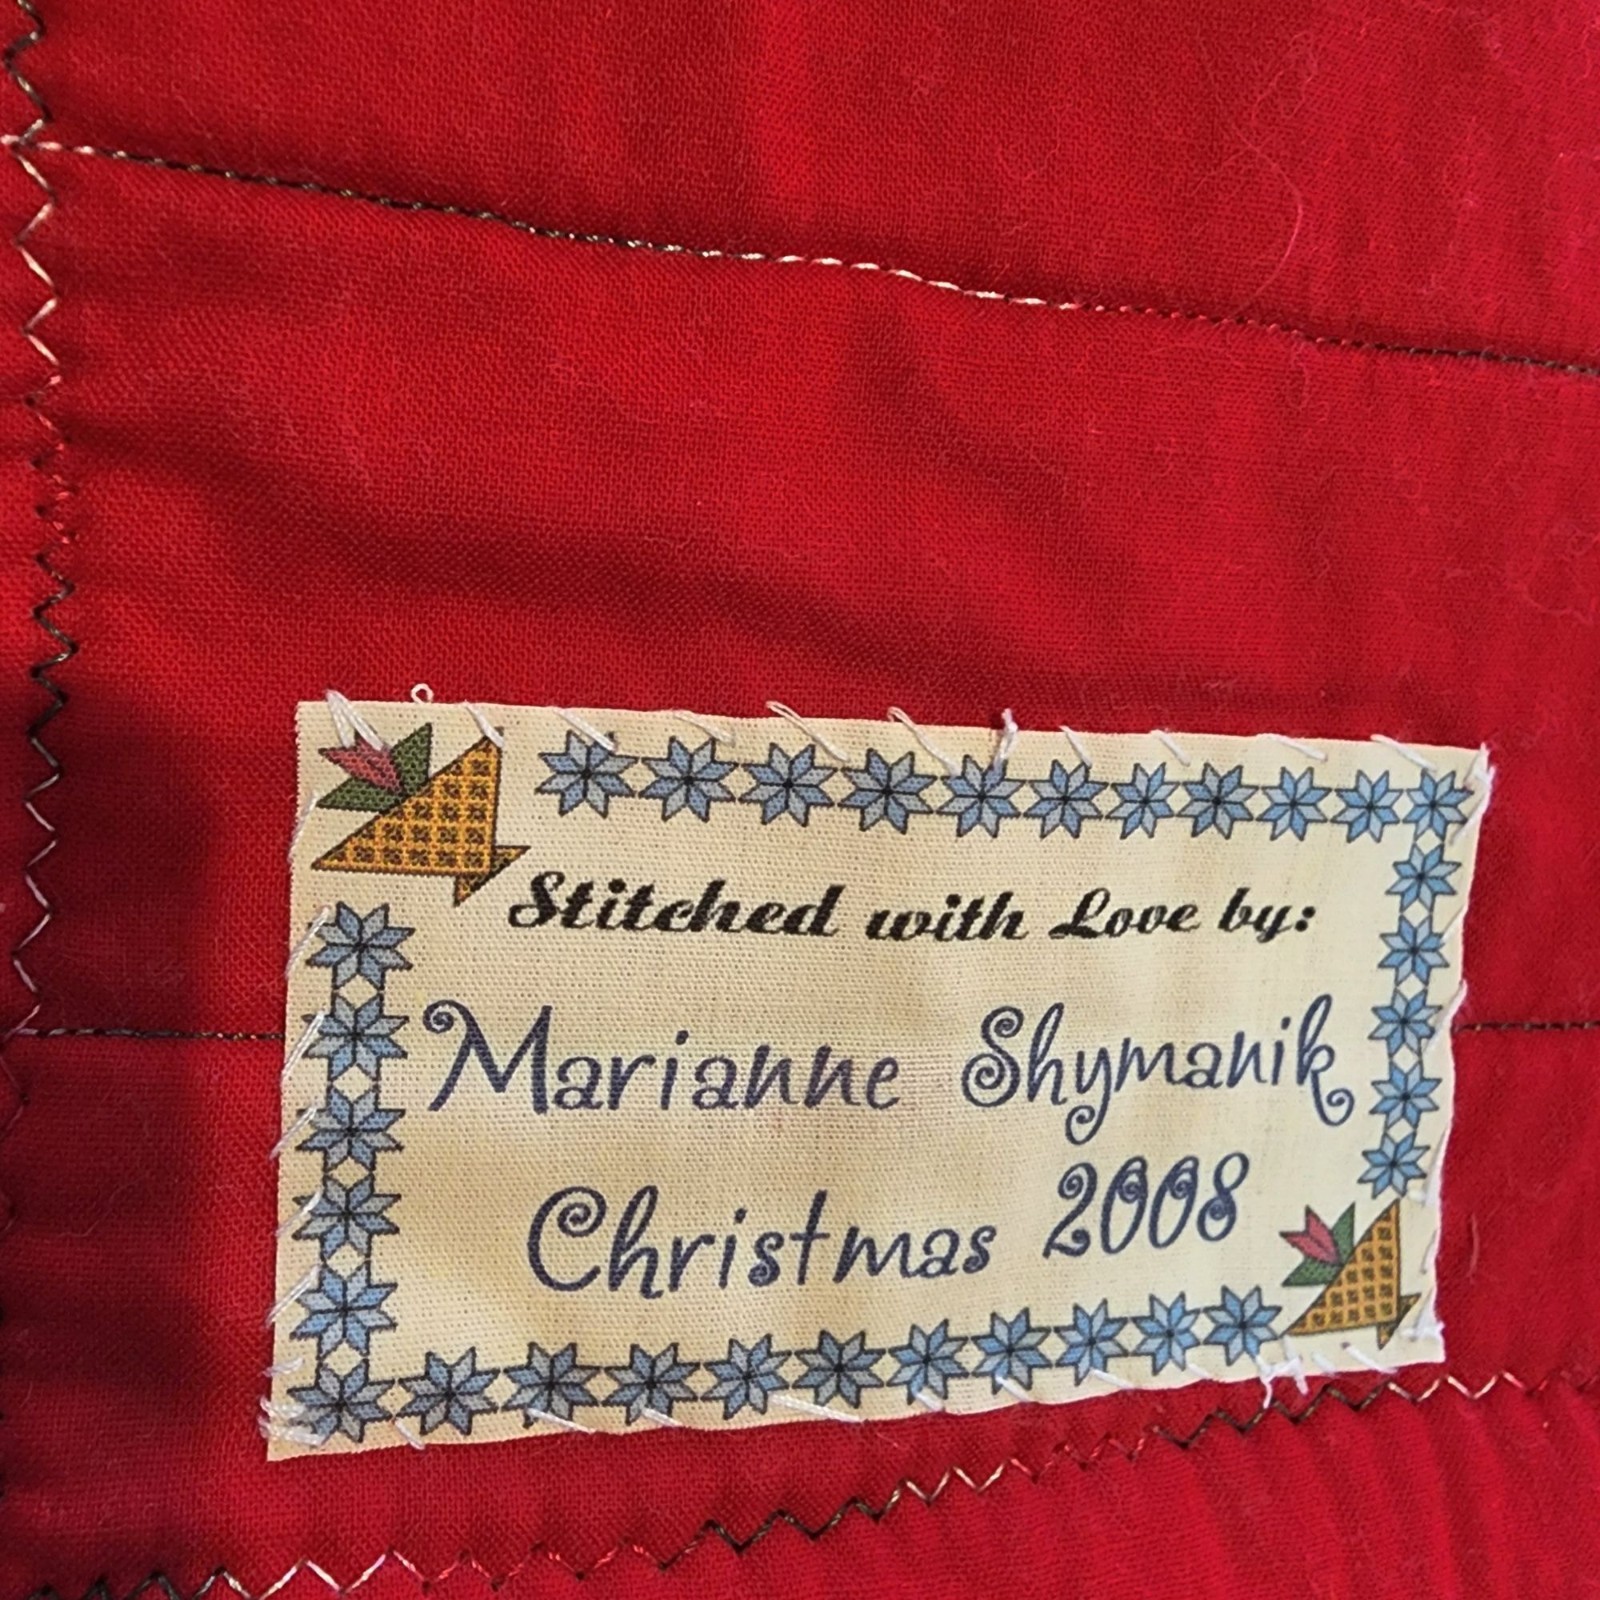 Stitched with Love by:
Marianne Shymanik
Christmas 2008